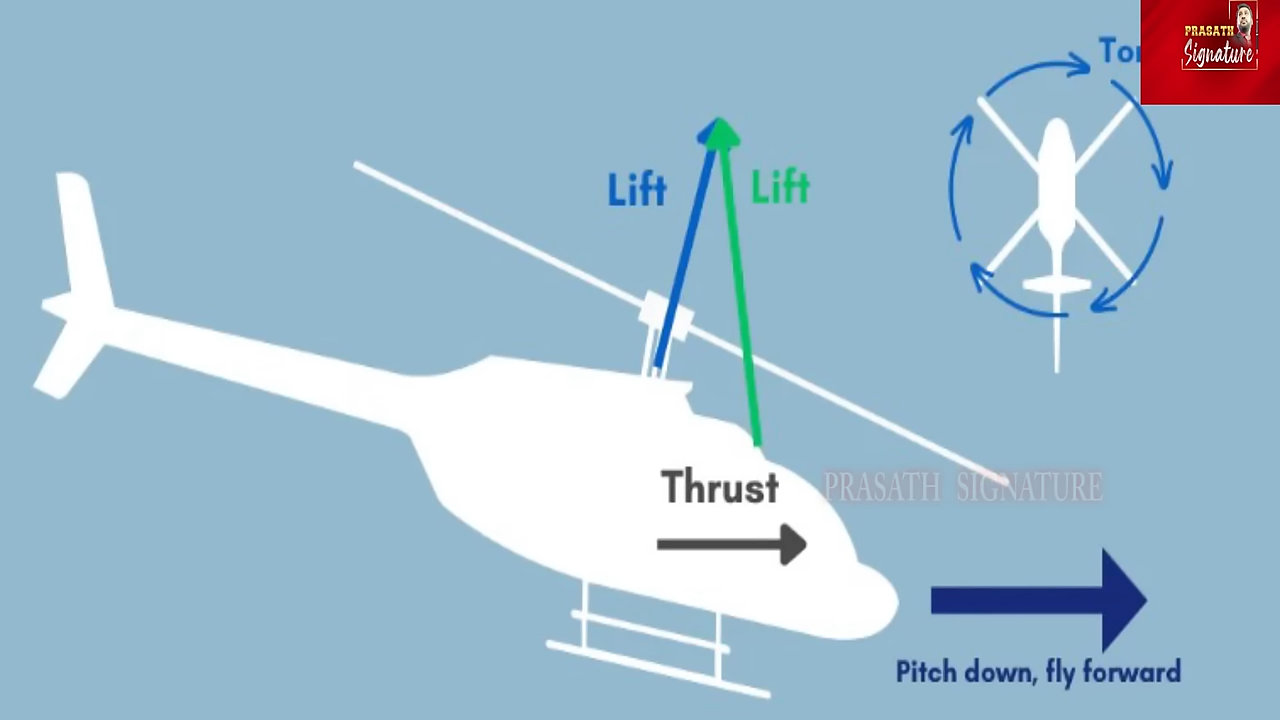 PRASATH
Signature
Lift
Lift
Thrust
PRASATH SIGNATURE
Pitch down, fly forward